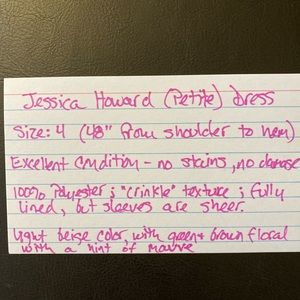 Jessica Howard (Petite) dress
Size: 4 (48" from shoulder to hem)
Excellent condition - no stains, no damage
100% Polyester; "crinkle" texture; fully
lined, but sleeves are sheer.
Light beige color, with green + brown floral
with a hint of mauve